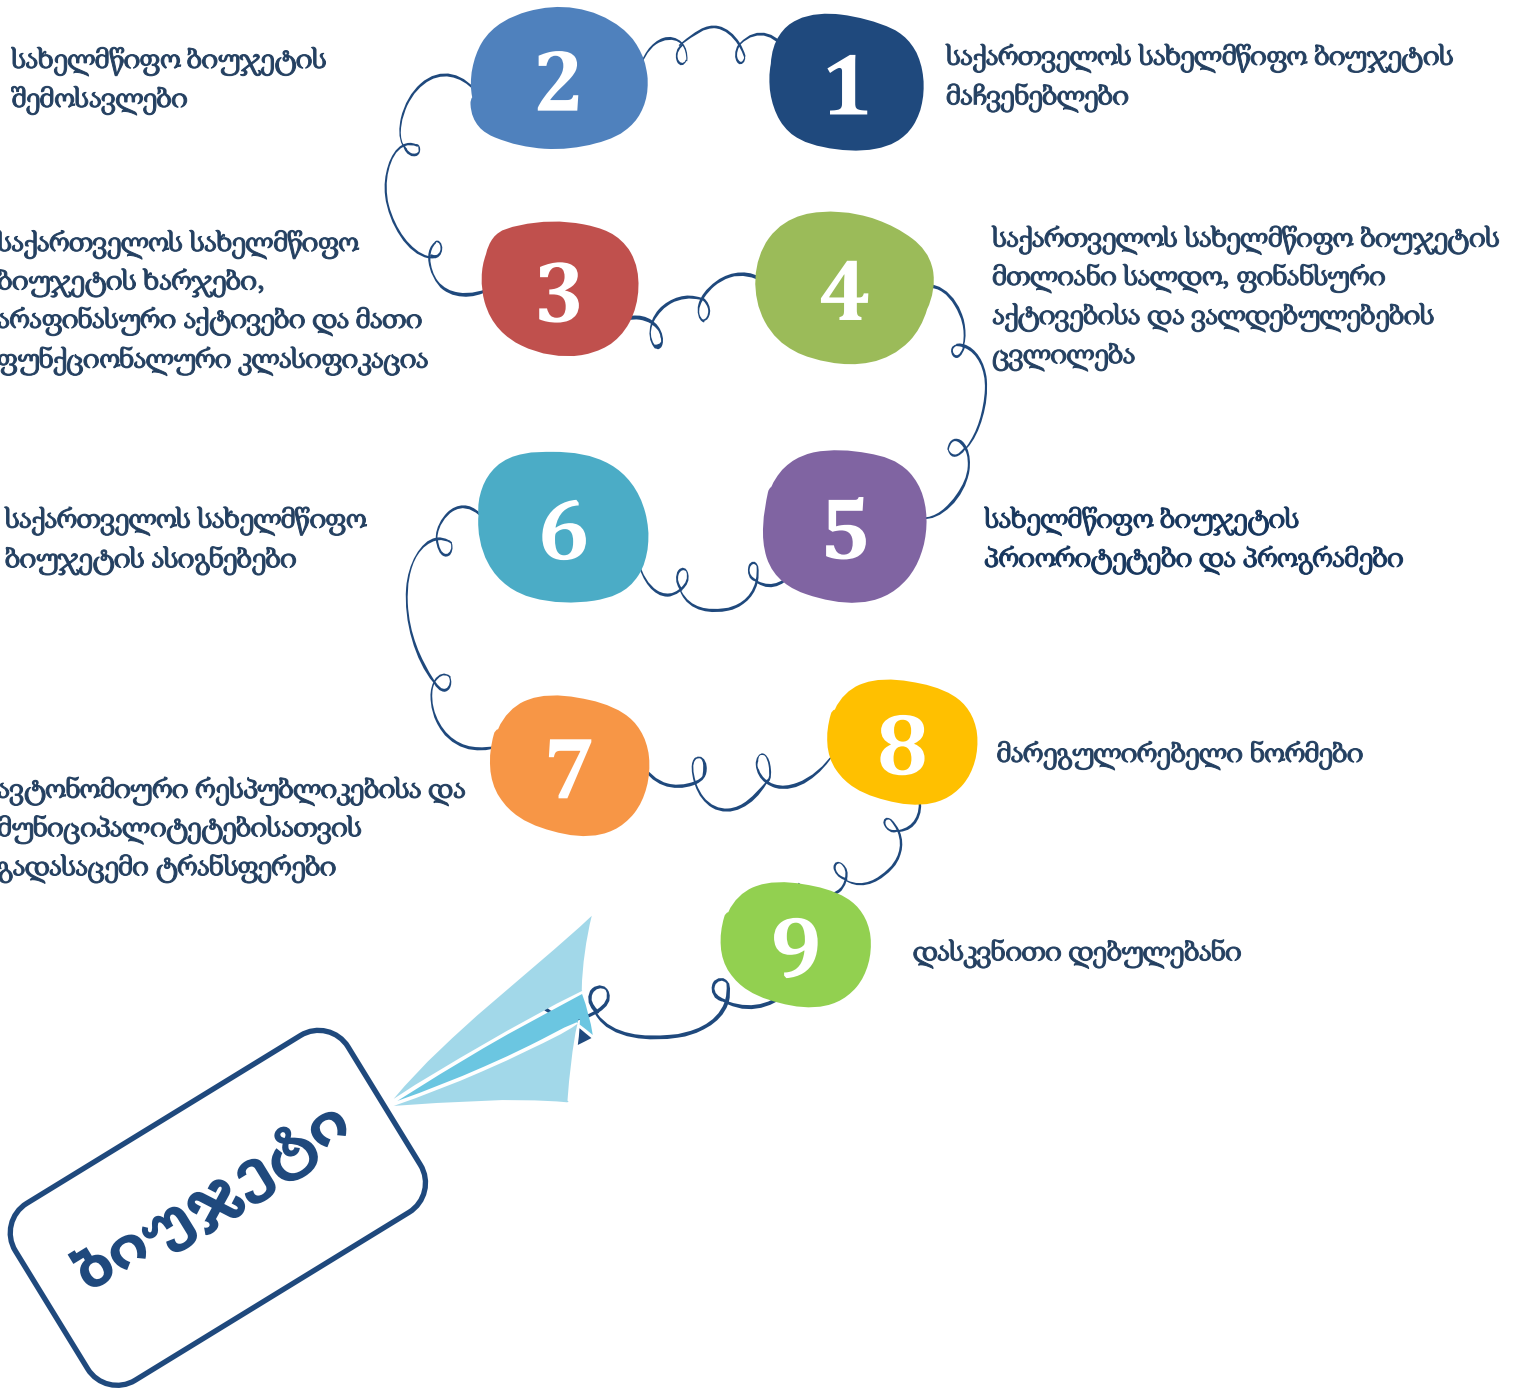 1
საქართველოს სახელმწიფო ბიუჯეტის
მაჩვენებლები
2
სახელმწიფო ბიუჯეტის
შემოსავლები
3
საქართველოს სახელმწიფო
ბიუჯეტის ხარჯები,
არაფინასური აქტივები და მათი
ფუნქციონალური კლასიფიკაცია
4
საქართველოს სახელმწიფო ბიუჯეტის
მთლიანი სალდო, ფინანსური
აქტივებისა და ვალდებულებების
ცვლილება
5
სახელმწიფო ბიუჯეტის
პრიორიტეტები და პროგრამები
6
საქართველოს სახელმწიფო
ბიუჯეტის ასიგნებები
7
ავტონომიური რესპუბლიკებისა და
მუნიციპალიტეტებისათვის
გადასაცემი ტრანსფერები
8
მარეგულირებელი ნორმები
9
დასკვნითი დებულებანი
ბიუჯეტი